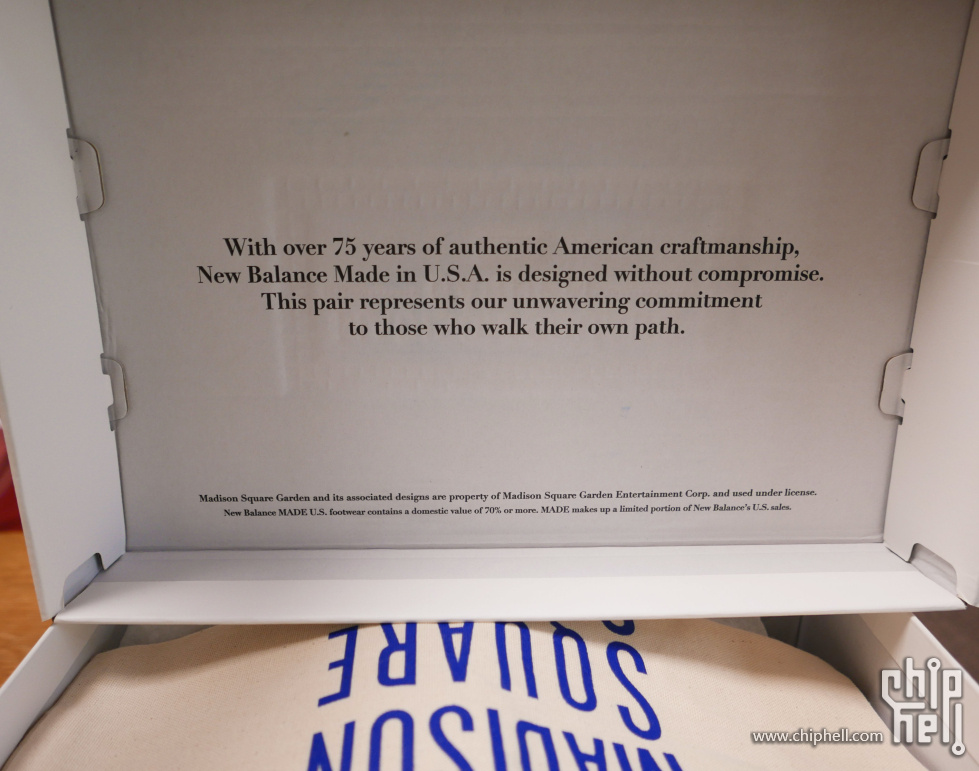 With over 75 years of authentic American craftmanship,
New Balance Made in U.S.A. is designed without compromise.
This pair represents our unwavering commitment
to those who walk their own path.
Madison Square Garden and its associated designs are property of Madison Square Garden Entertainment Corp. and used under license.
New Balance MADE U.S. footwear contains a domestic value of 70% or more. MADE makes up a limited portion of New Balance's U.S. sales.
SQUARE
MADISON
www.chiphell.com
chip
hell